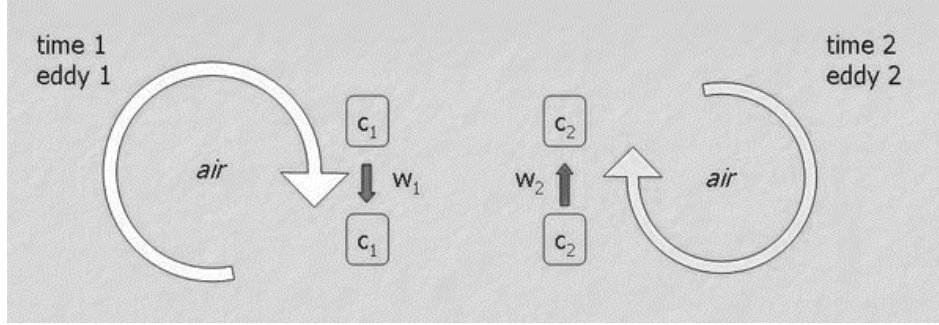 time 1
eddy 1
air
c₁
w₁
c₁
c₂
w₂
c₂
time 2
eddy 2
air